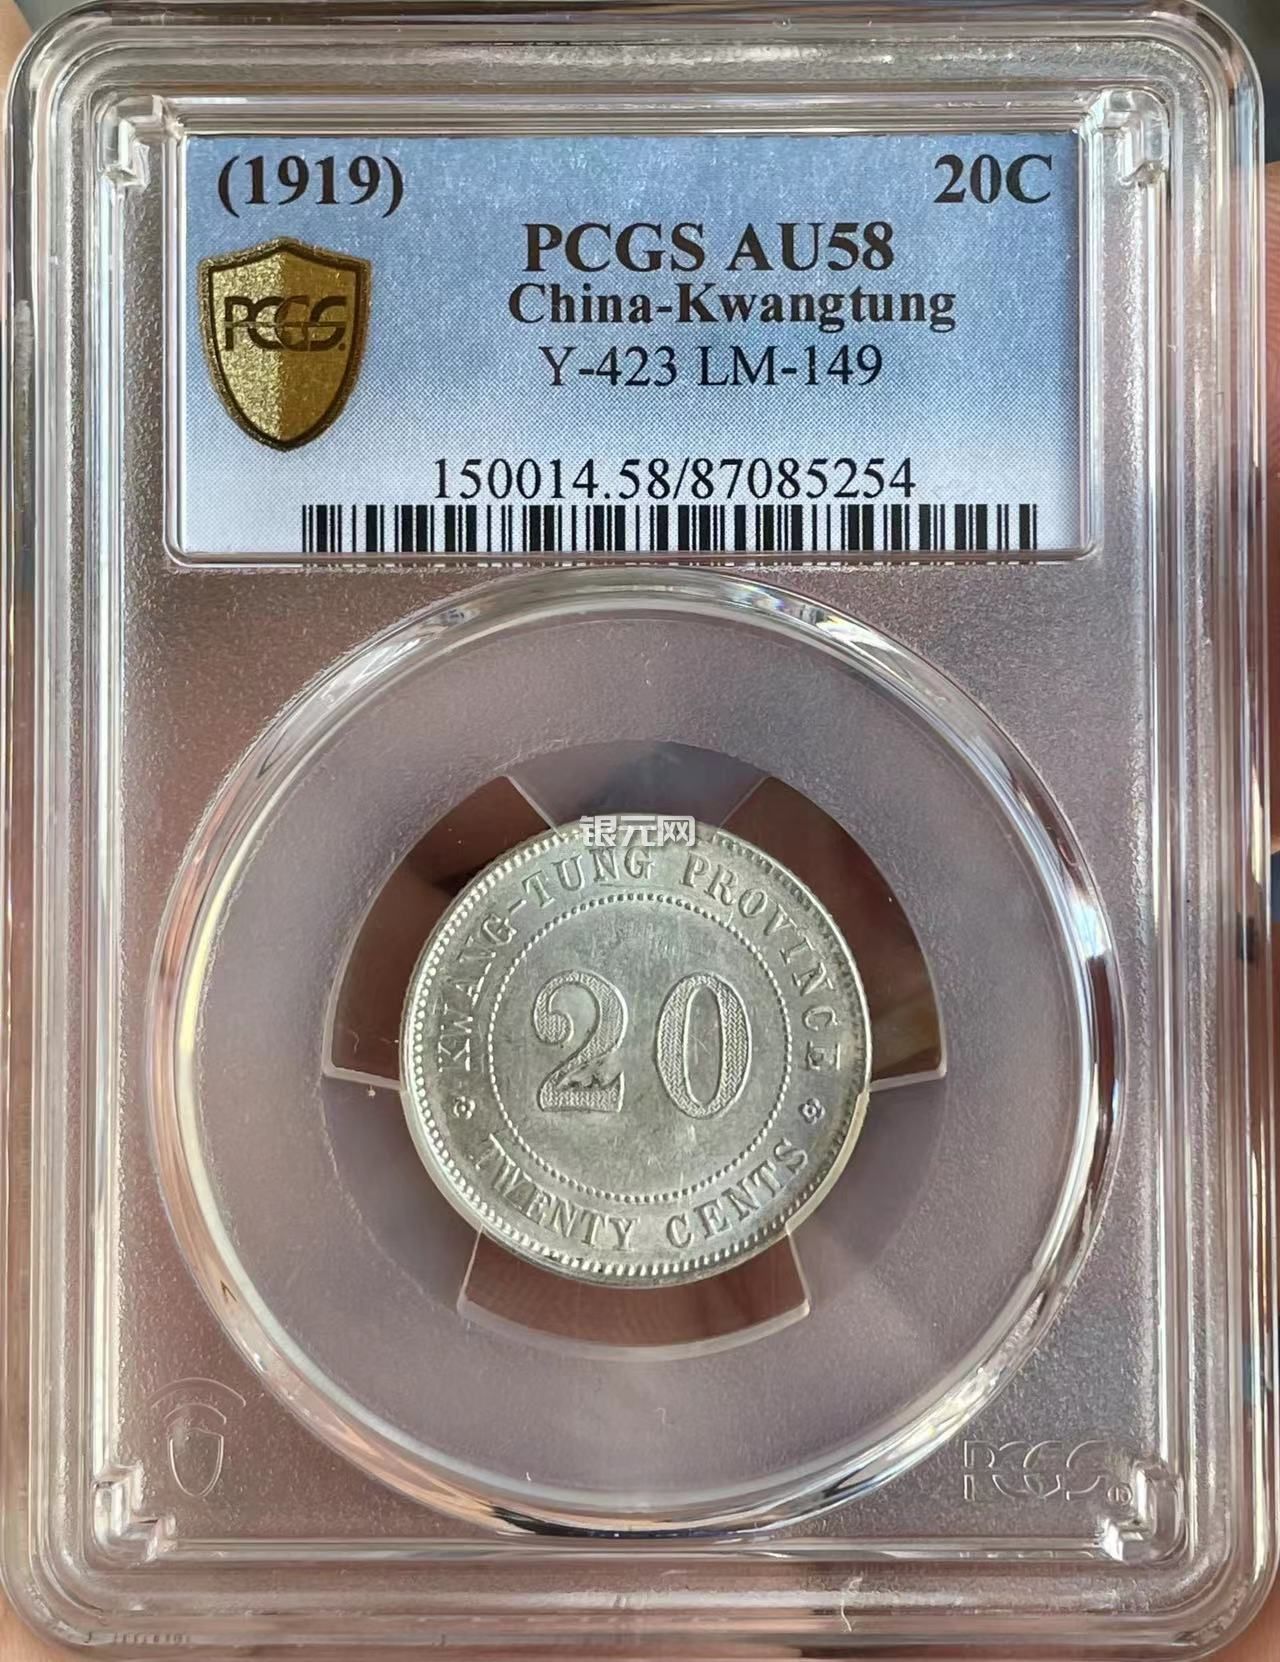 (1919) 20C
PCGS AU58
China-Kwangtung
Y-423 LM-149
150014.58/87085254
PCGS
银元网
KWANG-TUNG PROVINCE
20
TWENTY CENTS
PCGS